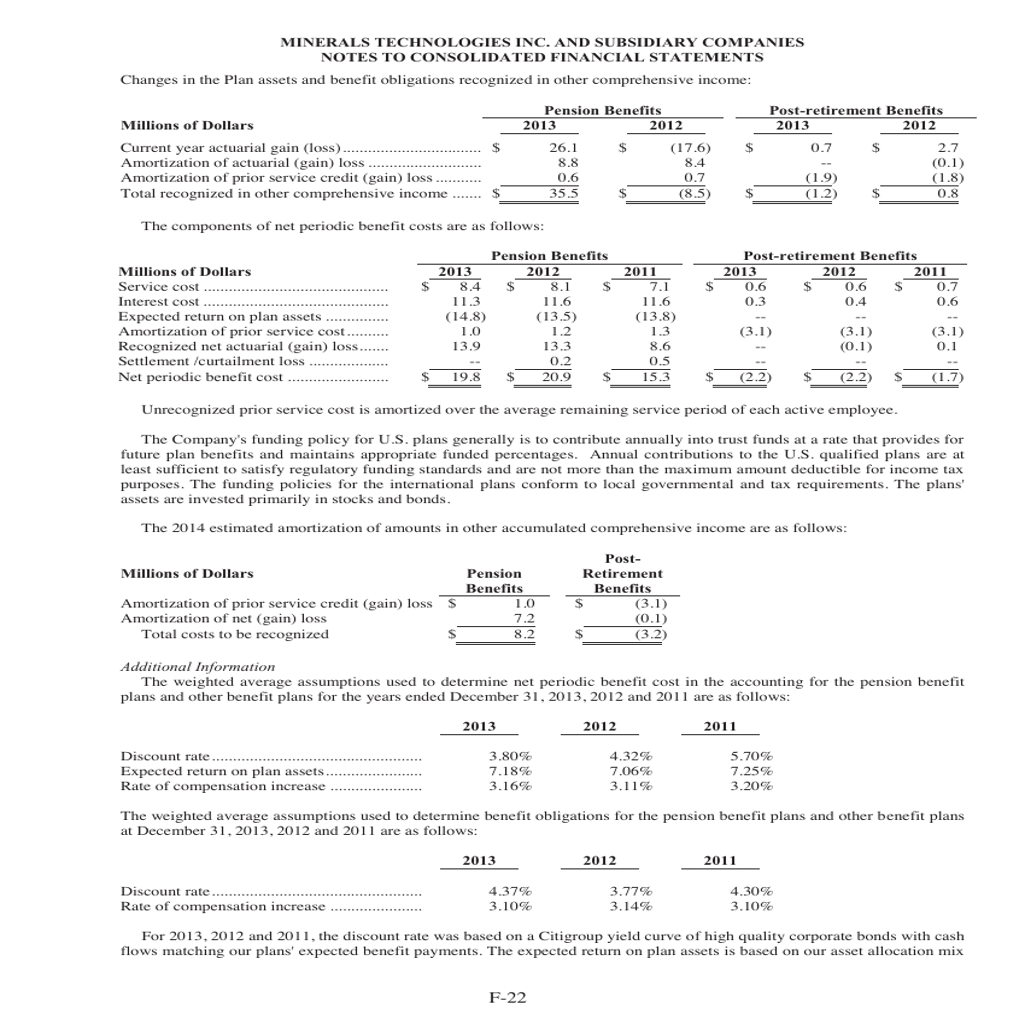 MINERALS TECHNOLOGIES INC. AND SUBSIDIARY COMPANIES
NOTES TO CONSOLIDATED FINANCIAL STATEMENTS
Changes in the Plan assets and benefit obligations recognized in other comprehensive income:
Pension Benefits Post-retirement Benefits
Millions of Dollars 2013 2012 2013 2012
Current year actuarial gain (loss)................................ $ 26.1 $ (17.6) $ 0.7 $ 2.7
Amortization of actuarial (gain) loss .......................... 8.8 8.4 -- (0.1)
Amortization of prior service credit (gain) loss ........... 0.6 0.7 (1.9) (1.8)
Total recognized in other comprehensive income ....... $ 35.5 $ (8.5) $ (1.2) $ 0.8
The components of net periodic benefit costs are as follows:
Pension Benefits Post-retirement Benefits
Millions of Dollars 2013 2012 2011 2013 2012 2011
Service cost ........................................... $ 8.4 $ 8.1 $ 7.1 $ 0.6 $ 0.6 $ 0.7
Interest cost ........................................... 11.3 11.6 11.6 0.3 0.4 0.6
Expected return on plan assets ............... (14.8) (13.5) (13.8) -- -- --
Amortization of prior service cost.......... 1.0 1.2 1.3 (3.1) (3.1) (3.1)
Recognized net actuarial (gain) loss....... 13.9 13.3 8.6 -- (0.1) 0.1
Settlement /curtailment loss ................... -- 0.2 0.5 -- -- --
Net periodic benefit cost ........................ $ 19.8 $ 20.9 $ 15.3 $ (2.2) $ (2.2) $ (1.7)
Unrecognized prior service cost is amortized over the average remaining service period of each active employee.
The Company's funding policy for U.S. plans generally is to contribute annually into trust funds at a rate that provides for
future plan benefits and maintains appropriate funded percentages. Annual contributions to the U.S. qualified plans are at
least sufficient to satisfy regulatory funding standards and are not more than the maximum amount deductible for income tax
purposes. The funding policies for the international plans conform to local governmental and tax requirements. The plans'
assets are invested primarily in stocks and bonds.
The 2014 estimated amortization of amounts in other accumulated comprehensive income are as follows:
Post-
Millions of Dollars Pension Retirement
Benefits Benefits
Amortization of prior service credit (gain) loss $ 1.0 $ (3.1)
Amortization of net (gain) loss 7.2 (0.1)
Total costs to be recognized $ 8.2 $ (3.2)
Additional Information
The weighted average assumptions used to determine net periodic benefit cost in the accounting for the pension benefit
plans and other benefit plans for the years ended December 31, 2013, 2012 and 2011 are as follows:
2013 2012 2011
Discount rate................................................. 3.80% 4.32% 5.70%
Expected return on plan assets...................... 7.18% 7.06% 7.25%
Rate of compensation increase ...................... 3.16% 3.11% 3.20%
The weighted average assumptions used to determine benefit obligations for the pension benefit plans and other benefit plans
at December 31, 2013, 2012 and 2011 are as follows:
2013 2012 2011
Discount rate................................................. 4.37% 3.77% 4.30%
Rate of compensation increase ...................... 3.10% 3.14% 3.10%
For 2013, 2012 and 2011, the discount rate was based on a Citigroup yield curve of high quality corporate bonds with cash
flows matching our plans' expected benefit payments. The expected return on plan assets is based on our asset allocation mix
F-22